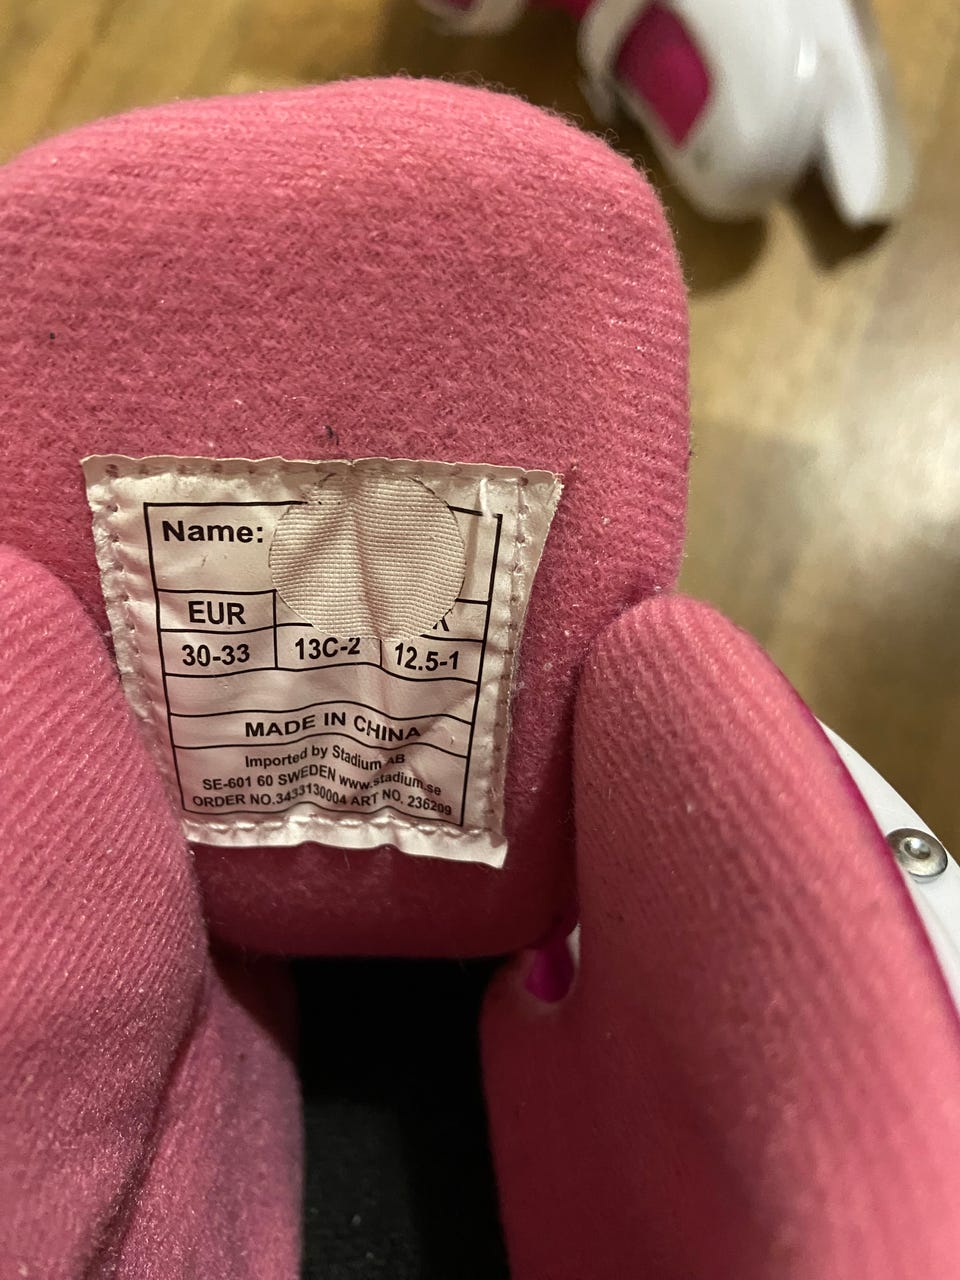 Name:
EUR
30-33 13C-2 12.5-1
MADE IN CHINA
Imported by Stadium AB
SE-601 60 SWEDEN www.stadium.se
ORDER NO.3433130004 ART NO. 236209